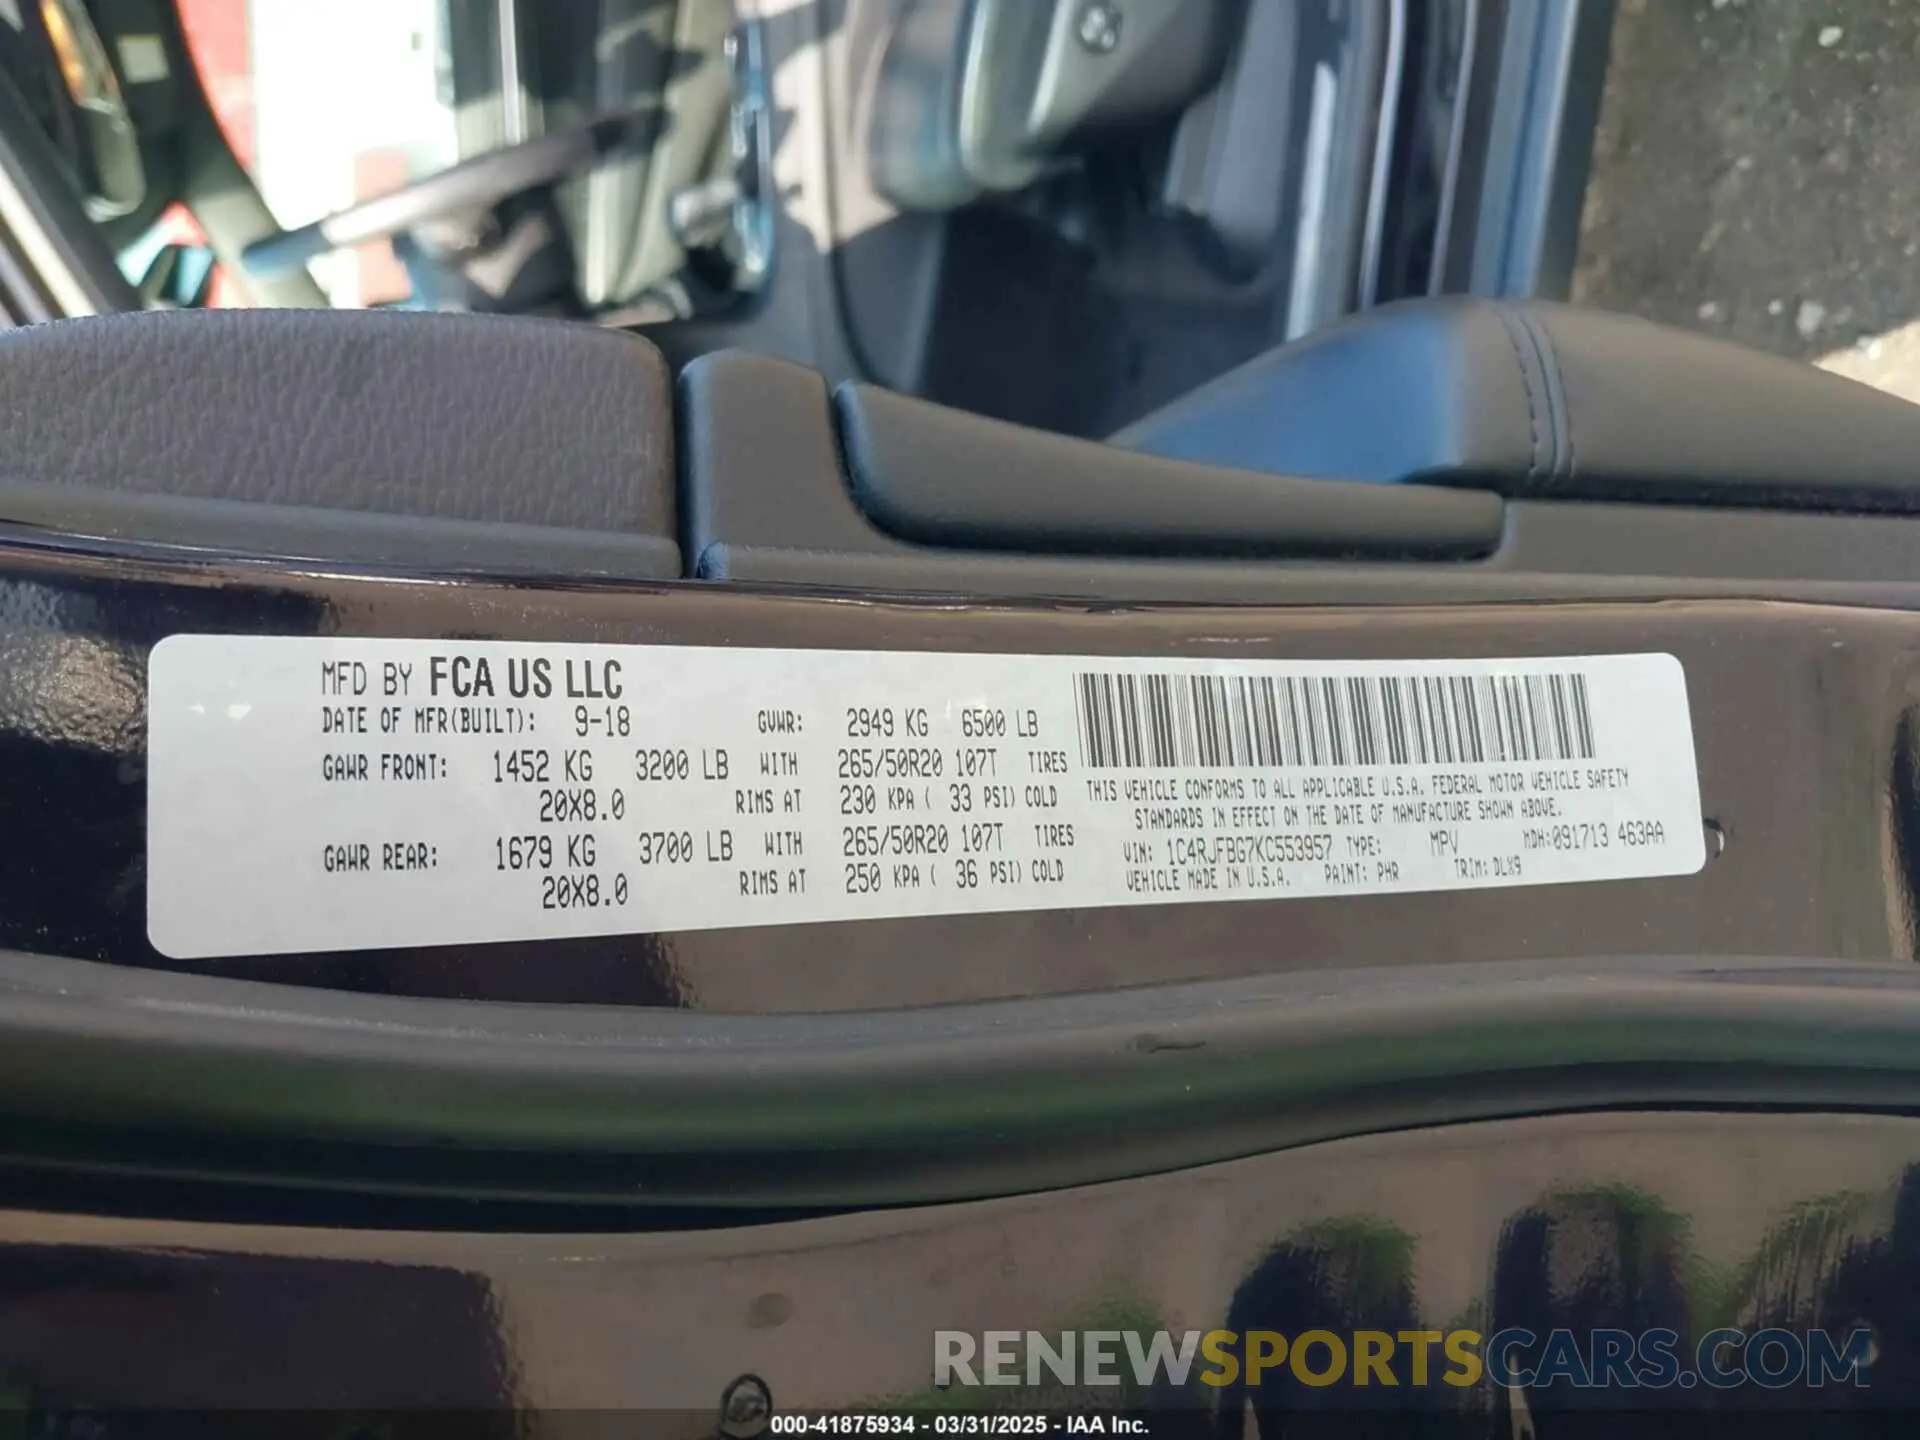 MFD BY FCA US LLC
DATE OF MFR(BUILT): 9-18 GVWR: 2949 KG 6500 LB
GAWR FRONT: 1452 KG 3200 LB WITH 265/50R20 107T TIRES
20X8.0 RIMS AT 230 KPA ( 33 PSI) COLD
GAWR REAR: 1679 KG 3700 LB WITH 265/50R20 107T TIRES
20X8.0 RIMS AT 250 KPA ( 36 PSI) COLD
THIS VEHICLE CONFORMS TO ALL APPLICABLE U.S.A. FEDERAL MOTOR VEHICLE SAFETY
STANDARDS IN EFFECT ON THE DATE OF MANUFACTURE SHOWN ABOVE.
VIN: 1C4RJFBG7KC553957 TYPE: MPV MDH:091713 463AA
VEHICLE MADE IN U.S.A. PAINT: PHR TRIM: DLX9
RENEWSPORTSCARS.COM
000-41875934 - 03/31/2025 - IAA Inc.